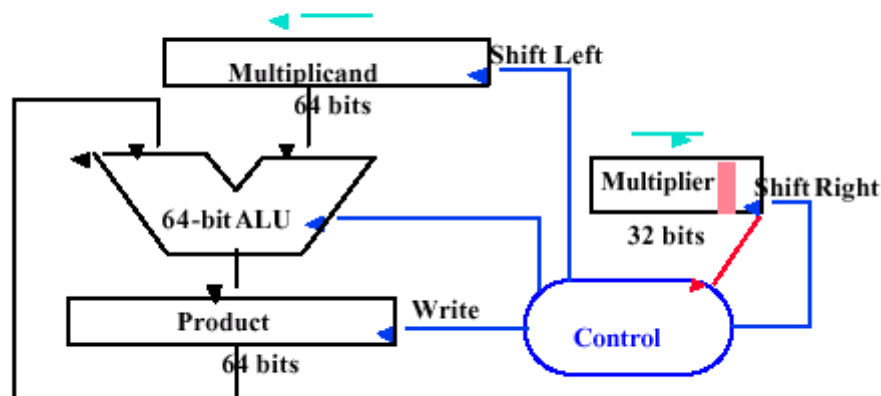 Shift Left
Multiplicand
64 bits
Multiplier
Shift Right
64-bit ALU
32 bits
Write
Product
Control
64 bits